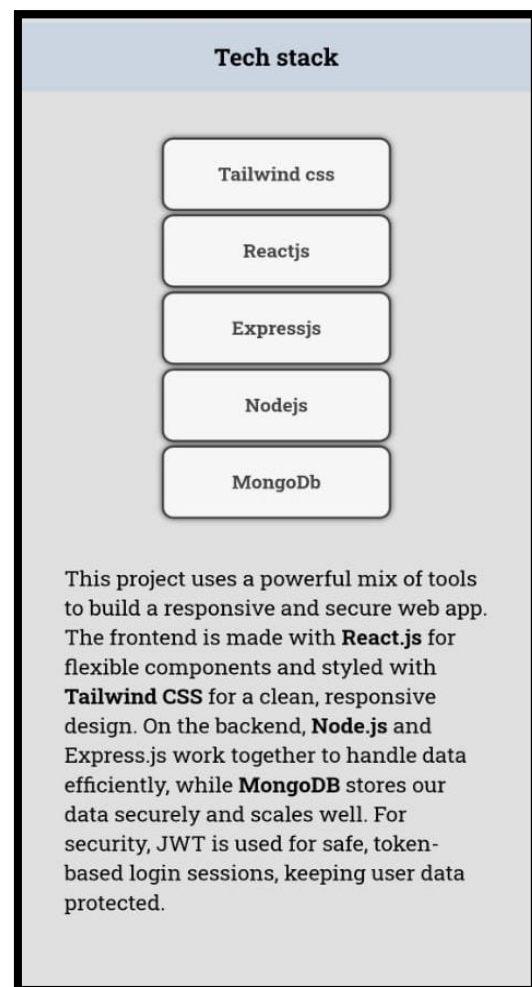 Tech stack
Tailwind css
Reactjs
Expressjs
Nodejs
MongoDb
This project uses a powerful mix of tools
to build a responsive and secure web app.
The frontend is made with React.js for
flexible components and styled with
Tailwind CSS for a clean, responsive
design. On the backend, Node.js and
Express.js work together to handle data
efficiently, while MongoDB stores our
data securely and scales well. For
security, JWT is used for safe, token-
based login sessions, keeping user data
protected.